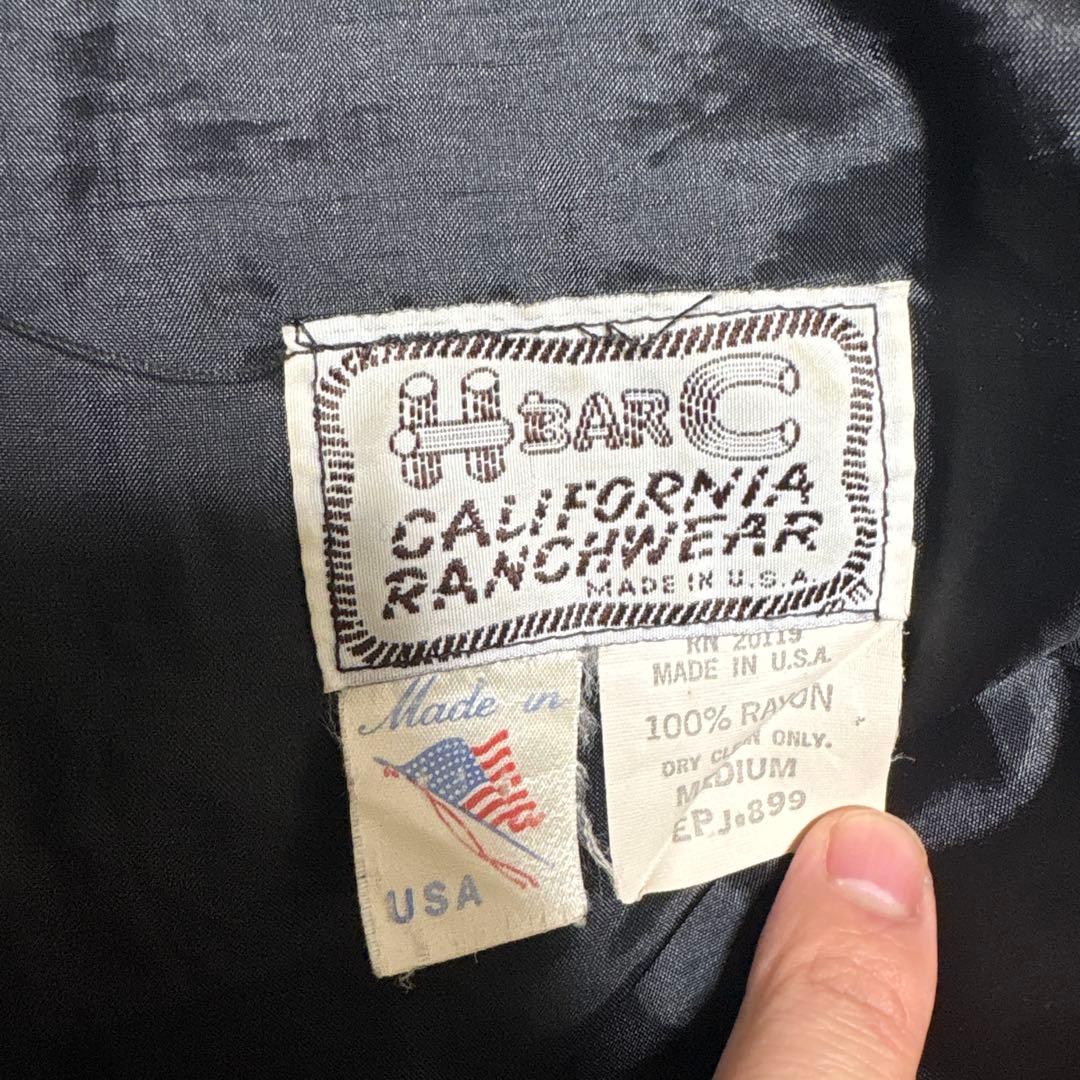 H BAR C
CALIFORNIA
RANCHWEAR
MADE IN U.S.A.
Made in
USA
RN 20119
MADE IN U.S.A.
100% RAYON
DRY CLEAN ONLY.
MEDIUM
EPJ.899